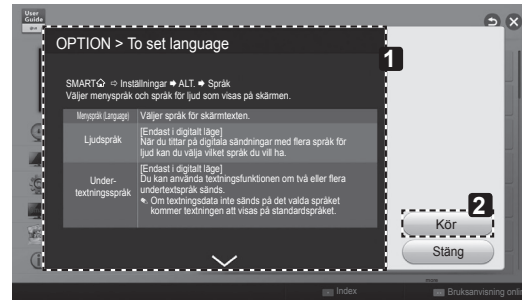 User
Guide
OPTION > To set language
1
SMART ⇨ Inställningar ➡ ALT. ➡ Språk
Väljer menyspråk och språk för ljud som visas på skärmen.
Menyspråk (Language) Väljer språk för skärmtexten.
Ljudspråk
[Endast i digitalt läge]
När du tittar på digitala sändningar med flera språk för
ljud kan du välja vilket språk du vill ha.
Under-
textningsspråk
[Endast i digitalt läge]
Du kan använda textningsfunktionen om två eller flera
undertextspråk sänds.
Om textningsdata inte sänds på det valda språket
kommer textningen att visas på standardspråket.
2
Kör
Stäng
Index
Bruksanvisning onli